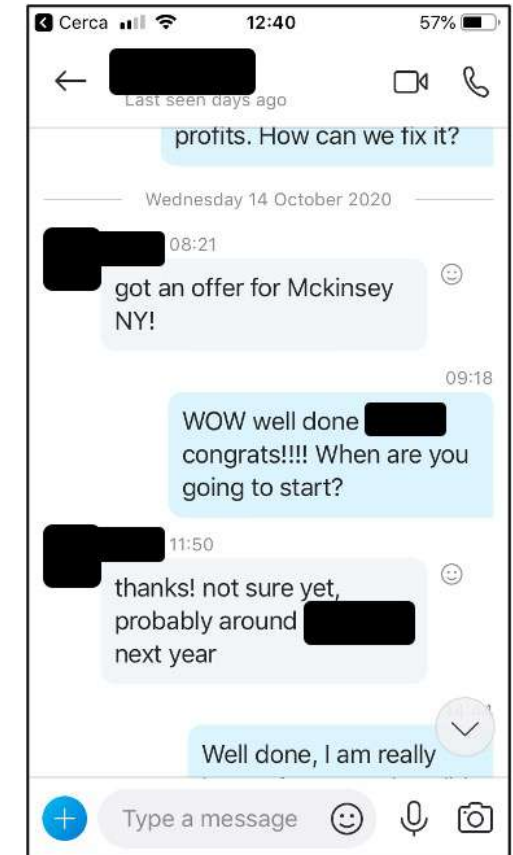 Cerca
12:40
57%
Last seen days ago
profits. How can we fix it?
Wednesday 14 October 2020
08:21
got an offer for Mckinsey
NY!
09:18
WOW well done
congrats!!!! When are you
going to start?
11:50
thanks! not sure yet,
probably around
next year
Well done, I am really
Type a message